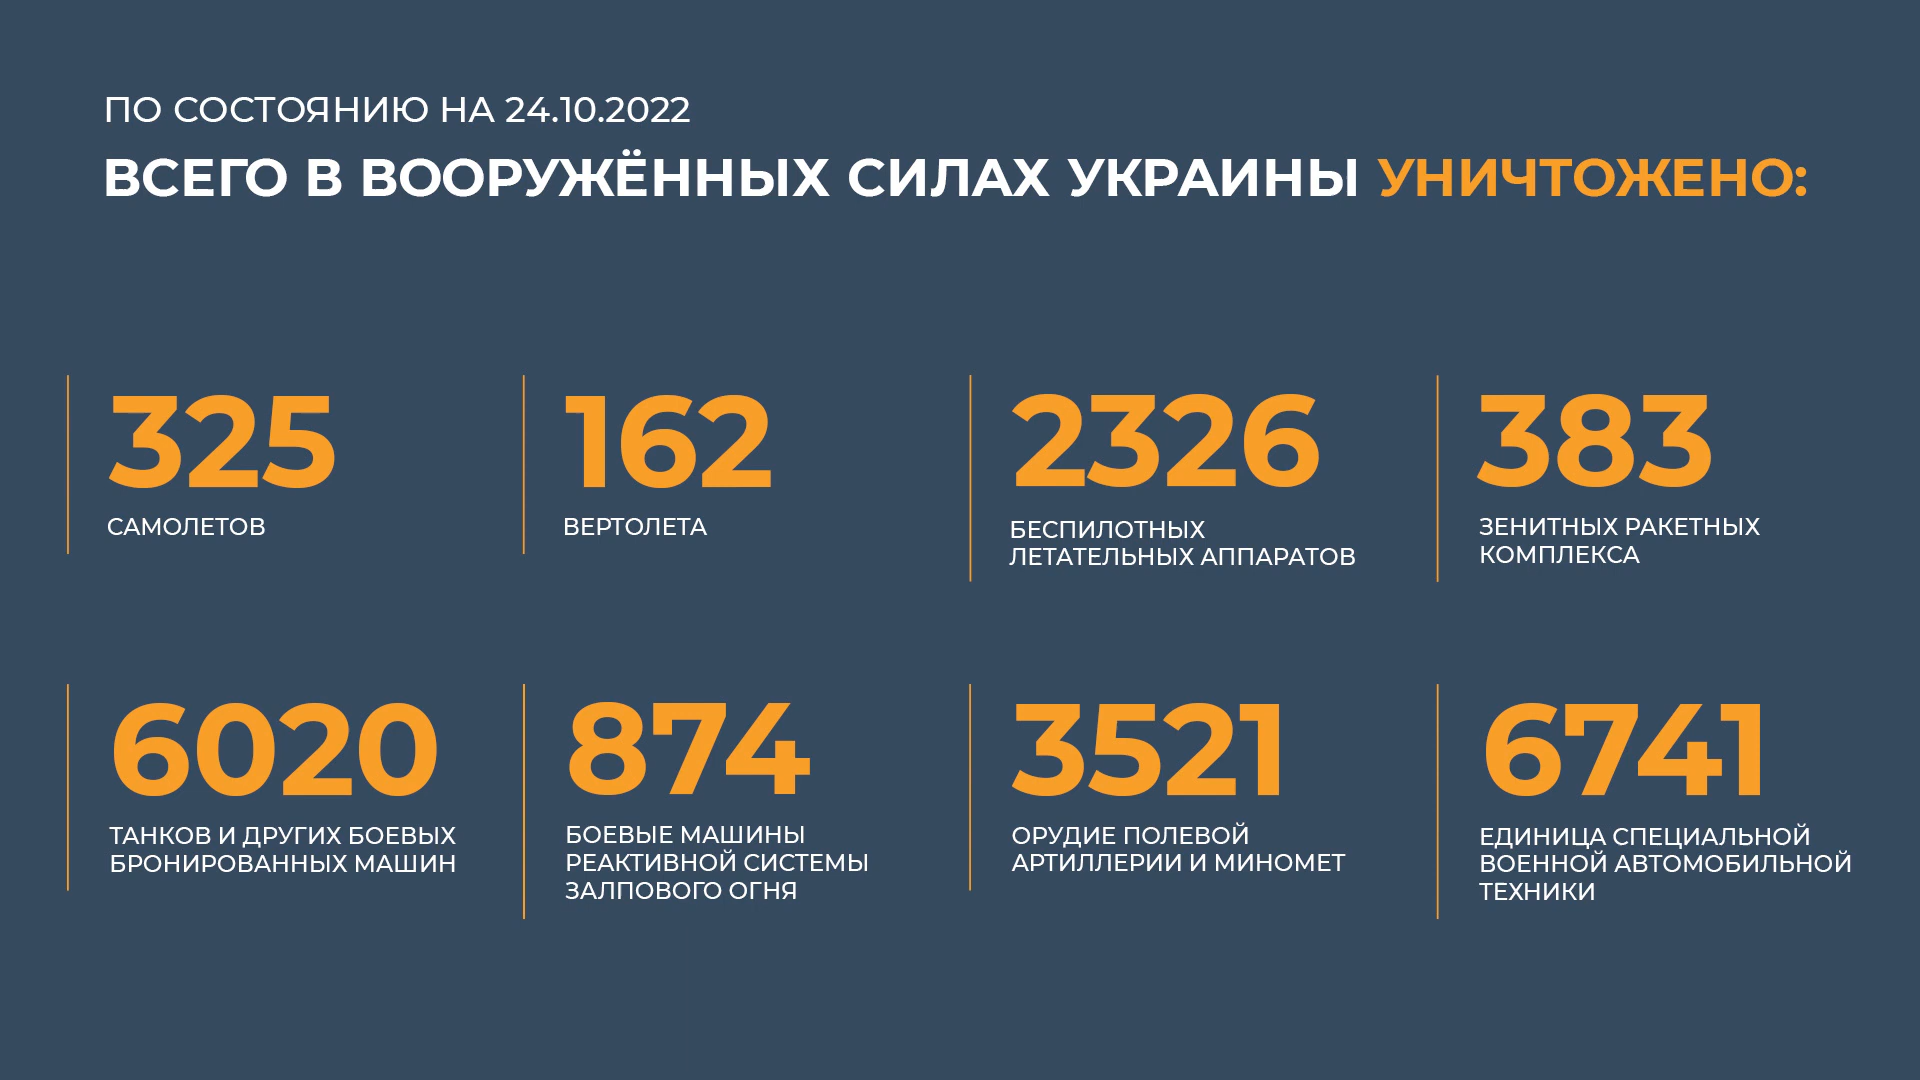 ПО СОСТОЯНИЮ НА 24.10.2022
ВСЕГО В ВООРУЖЁННЫХ СИЛАХ УКРАИНЫ УНИЧТОЖЕНО:
325
САМОЛЕТОВ
162
ВЕРТОЛЕТА
2326
БЕСПИЛОТНЫХ
ЛЕТАТЕЛЬНЫХ АППАРАТОВ
383
ЗЕНИТНЫХ РАКЕТНЫХ
КОМПЛЕКСА
6020
ТАНКОВ И ДРУГИХ БОЕВЫХ
БРОНИРОВАННЫХ МАШИН
874
БОЕВЫЕ МАШИНЫ
РЕАКТИВНОЙ СИСТЕМЫ
ЗАЛПОВОГО ОГНЯ
3521
ОРУДИЕ ПОЛЕВОЙ
АРТИЛЛЕРИИ И МИНОМЕТ
6741
ЕДИНИЦА СПЕЦИАЛЬНОЙ
ВОЕННОЙ АВТОМОБИЛЬНОЙ
ТЕХНИКИ